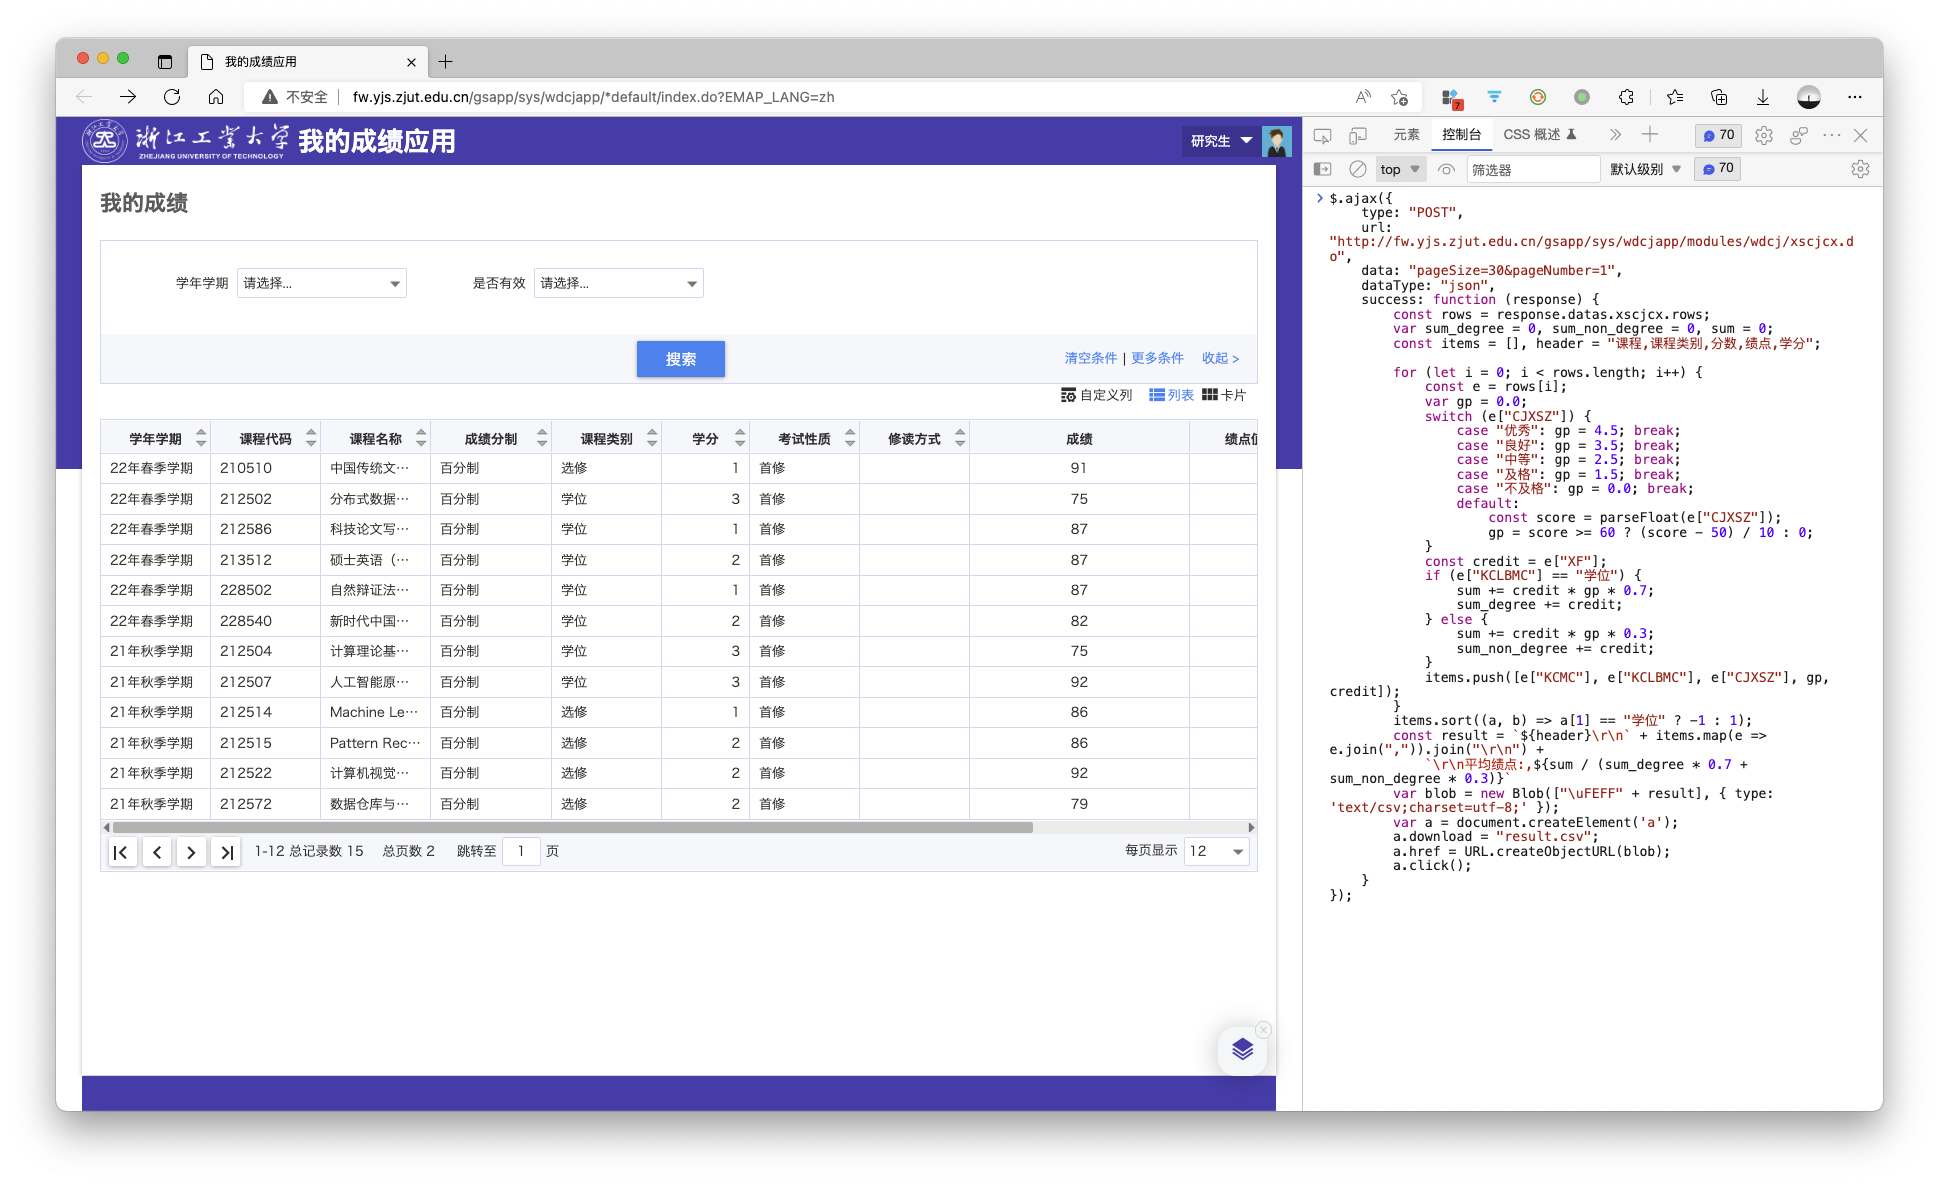 我的成绩应用
不安全 fw.yjs.zjut.edu.cn/gsapp/sys/wdcjapp/*default/index.do?EMAP_LANG=zh
7
浙江工业大学 我的成绩应用
ZHEJIANG UNIVERSITY OF TECHNOLOGY
研究生
我的成绩
学年学期 请选择... 是否有效 请选择...
搜索 清空条件 | 更多条件 收起 >
自定义列 列表 卡片
学年学期 课程代码 课程名称 成绩分制 课程类别 学分 考试性质 修读方式 成绩 绩点值
22年春季学期 210510 中国传统文… 百分制 选修 1 首修 91
22年春季学期 212502 分布式数据… 百分制 学位 3 首修 75
22年春季学期 212586 科技论文写… 百分制 学位 1 首修 87
22年春季学期 213512 硕士英语（… 百分制 学位 2 首修 87
22年春季学期 228502 自然辩证法… 百分制 学位 1 首修 87
22年春季学期 228540 新时代中国… 百分制 学位 2 首修 82
21年秋季学期 212504 计算理论基… 百分制 学位 3 首修 75
21年秋季学期 212507 人工智能原… 百分制 学位 3 首修 92
21年秋季学期 212514 Machine Le… 百分制 选修 1 首修 86
21年秋季学期 212515 Pattern Rec… 百分制 选修 2 首修 86
21年秋季学期 212522 计算机视觉… 百分制 选修 2 首修 92
21年秋季学期 212572 数据仓库与… 百分制 选修 2 首修 79
1-12 总记录数 15 总页数 2 跳转至 1 页 每页显示 12
元素 控制台 CSS 概述 70
top 筛选器 默认级别 70
$.ajax({
type: "POST",
url:
"http://fw.yjs.zjut.edu.cn/gsapp/sys/wdcjapp/modules/wdcj/xscjcx.d
o",
data: "pageSize=30&pageNumber=1",
dataType: "json",
success: function (response) {
const rows = response.datas.xscjcx.rows;
var sum_degree = 0, sum_non_degree = 0, sum = 0;
const items = [], header = "课程,课程类别,分数,绩点,学分";
for (let i = 0; i < rows.length; i++) {
const e = rows[i];
var gp = 0.0;
switch (e["CJXSZ"]) {
case "优秀": gp = 4.5; break;
case "良好": gp = 3.5; break;
case "中等": gp = 2.5; break;
case "及格": gp = 1.5; break;
case "不及格": gp = 0.0; break;
default:
const score = parseFloat(e["CJXSZ"]);
gp = score >= 60 ? (score - 50) / 10 : 0;
}
const credit = e["XF"];
if (e["KCLBMC"] == "学位") {
sum += credit * gp * 0.7;
sum_degree += credit;
} else {
sum += credit * gp * 0.3;
sum_non_degree += credit;
}
items.push([e["KCMC"], e["KCLBMC"], e["CJXSZ"], gp,
credit]);
}
items.sort((a, b) => a[1] == "学位" ? -1 : 1);
const result = `${header}\r\n` + items.map(e =>
e.join(",")).join("\r\n") +
`\r\n平均绩点:,${sum / (sum_degree * 0.7 +
sum_non_degree * 0.3)}`
var blob = new Blob(["\uFEFF" + result], { type:
'text/csv;charset=utf-8;' });
var a = document.createElement('a');
a.download = "result.csv";
a.href = URL.createObjectURL(blob);
a.click();
}
});